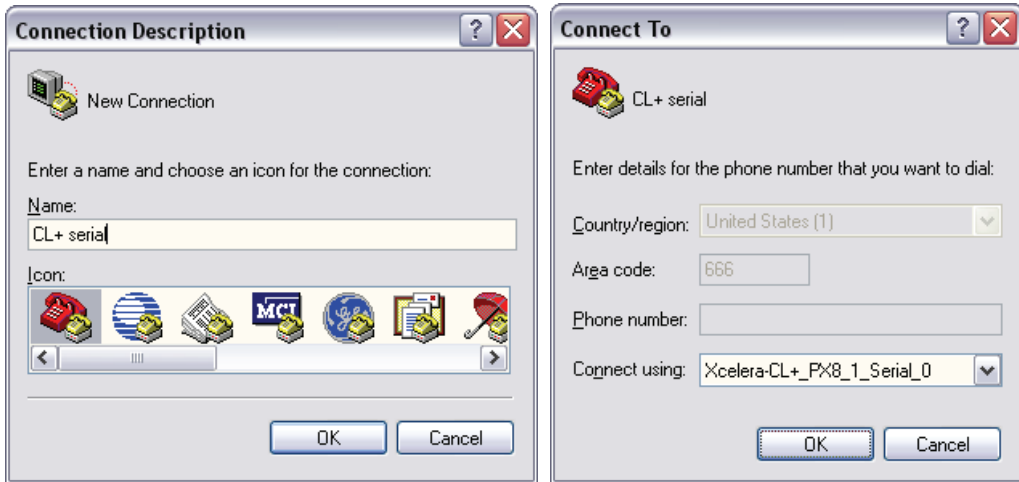 Connection Description
New Connection
Enter a name and choose an icon for the connection:
Name:
CL+ serial
Icon:
MCI
OK
Cancel
Connect To
CL+ serial
Enter details for the phone number that you want to dial:
Country/region:
United States (1)
Area code:
666
Phone number:
Connect using:
Xcelera-CL+_PX8_1_Serial_0
OK
Cancel